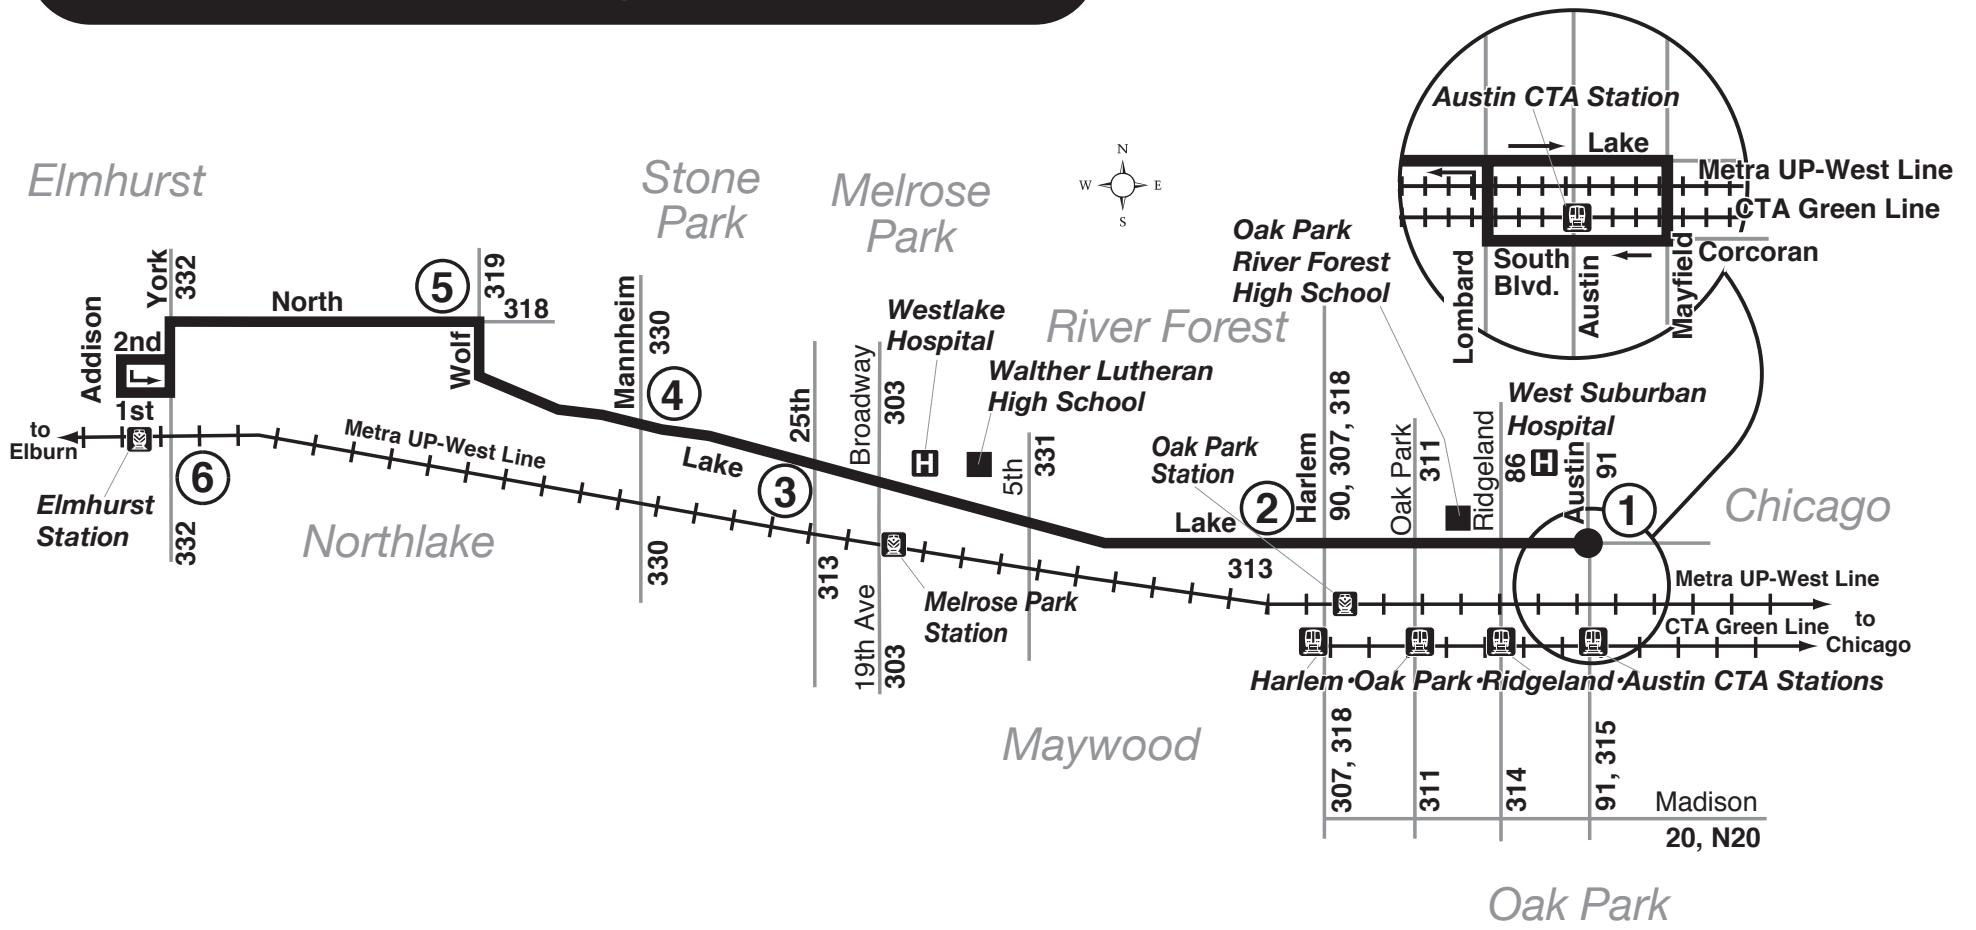 Austin CTA Station
Lake
Metra UP-West Line
CTA Green Line
Corcoran
South
Blvd.
Lombard
Austin
Mayfield
N
W
E
S
Elmhurst
Stone
Park
Melrose
Park
Oak Park
River Forest
High School
River Forest
York
332
Addison
2nd
1st
North
5
319
318
Wolf
Mannheim
330
4
Westlake
Hospital
Walther Lutheran
High School
25th
Broadway
303
H
5th
331
Oak Park
Station
Harlem
90, 307, 318
Oak Park
311
Ridgeland
86
West Suburban
Hospital
H
Austin
91
1
Chicago
to
Elburn
Metra UP-West Line
Lake
3
Lake
2
6
Elmhurst
Station
332
Northlake
330
313
19th Ave
303
Melrose Park
Station
313
Metra UP-West Line
CTA Green Line
to
Chicago
Harlem•Oak Park•Ridgeland•Austin CTA Stations
Maywood
307, 318
311
314
91, 315
Madison
20, N20
Oak Park